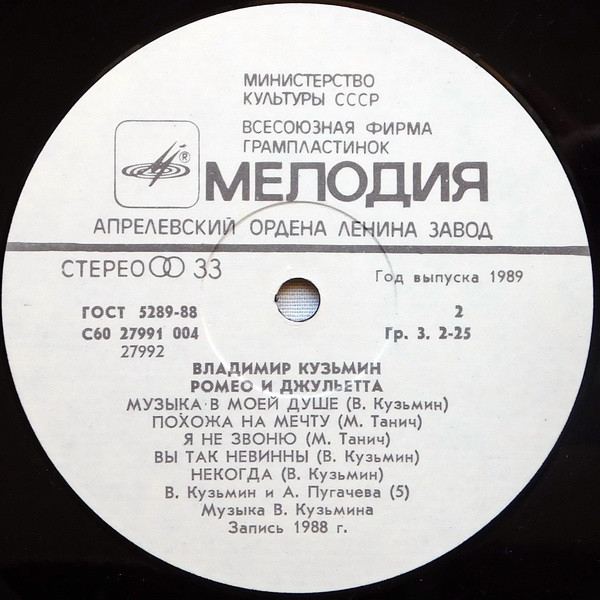 МИНИСТЕРСТВО
КУЛЬТУРЫ СССР
ВСЕСОЮЗНАЯ ФИРМА
ГРАМПЛАСТИНОК
® МЕЛОДИЯ
АПРЕЛЕВСКИЙ ОРДЕНА ЛЕНИНА ЗАВОД
СТЕРЕО 33
Год выпуска 1989
ГОСТ 5289-88
2
С60 27991 004
Гр. 3. 2-25
27992
ВЛАДИМИР КУЗЬМИН
РОМЕО И ДЖУЛЬЕТТА
МУЗЫКА В МОЕЙ ДУШЕ (В. Кузьмин)
ПОХОЖА НА МЕЧТУ (М. Танич)
Я НЕ ЗВОНЮ (М. Танич)
ВЫ ТАК НЕВИННЫ (В. Кузьмин)
НЕКОГДА (В. Кузьмин)
В. Кузьмин и А. Пугачева (5)
Музыка В. Кузьмина
Запись 1988 г.